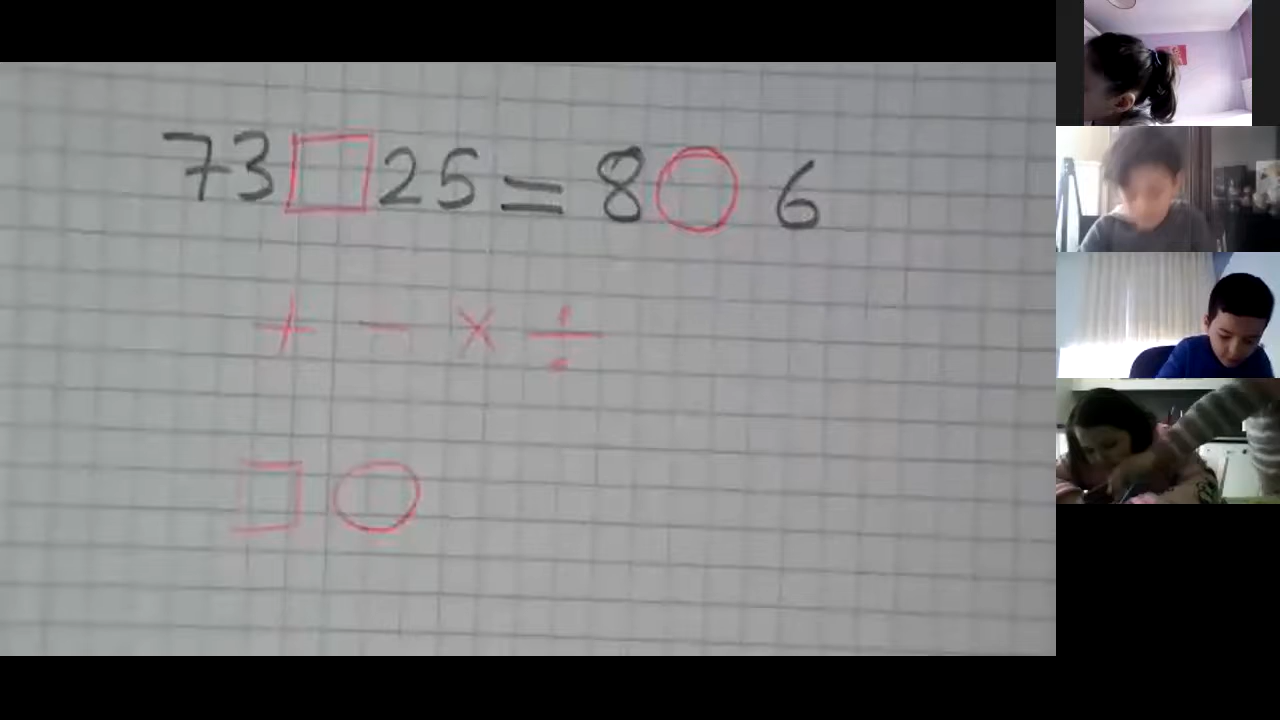 73 □ 25 = 8 ○ 6
+ - × ÷
□ ○